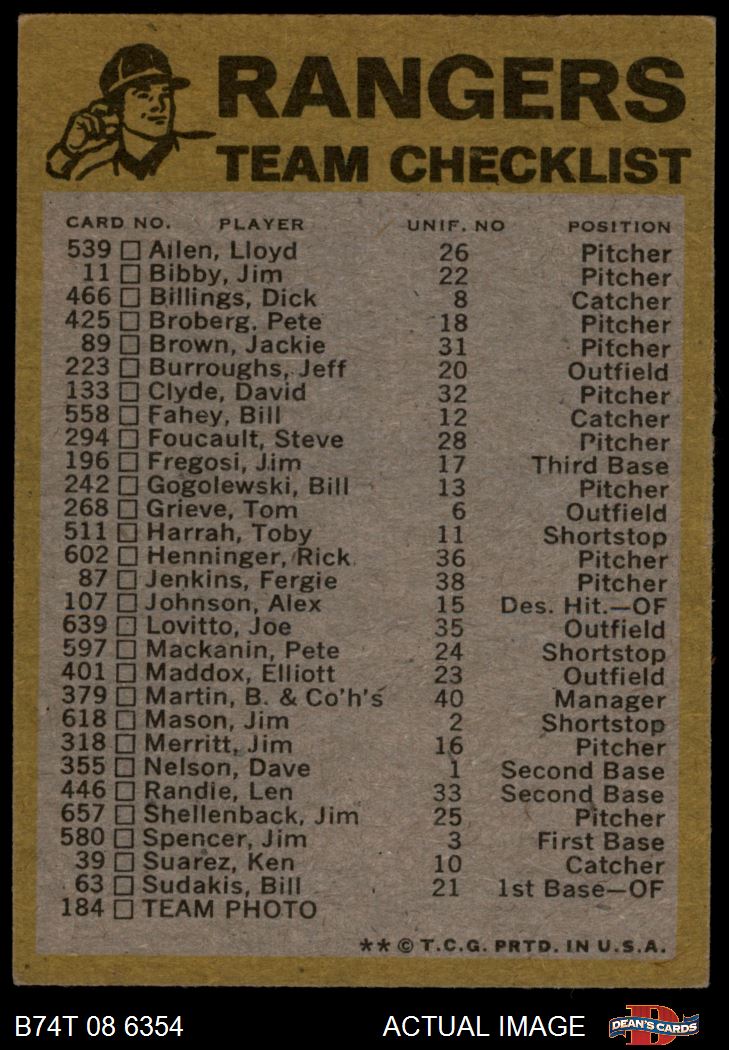 RANGERS
TEAM CHECKLIST
CARD NO. PLAYER UNIF. NO POSITION
539 □ Allen, Lloyd 26 Pitcher
11 □ Bibby, Jim 22 Pitcher
466 □ Billings, Dick 8 Catcher
425 □ Broberg. Pete 18 Pitcher
89 □ Brown, Jackie 31 Pitcher
223 □ Burroughs, Jeff 20 Outfield
133 □ Clyde, David 32 Pitcher
558 □ Fahey, Bill 12 Catcher
294 □ Foucault, Steve 28 Pitcher
196 □ Fregosi, Jim 17 Third Base
242 □ Gogolewski, Bill 13 Pitcher
268 □ Grieve, Tom 6 Outfield
511 □ Harrah, Toby 11 Shortstop
602 □ Henninger, Rick 36 Pitcher
87 □ Jenkins, Fergie 38 Pitcher
107 □ Johnson, Alex 15 Des. Hit.—OF
639 □ Lovitto, Joe 35 Outfield
597 □ Mackanin, Pete 24 Shortstop
401 □ Maddox, Elliott 23 Outfield
379 □ Martin, B. & Co'h's 40 Manager
618 □ Mason, Jim 2 Shortstop
318 □ Merritt, Jim 16 Pitcher
355 □ Nelson, Dave 1 Second Base
446 □ Randle, Len 33 Second Base
657 □ Shellenback, Jim 25 Pitcher
580 □ Spencer, Jim 3 First Base
39 □ Suarez, Ken 10 Catcher
63 □ Sudakis, Bill 21 1st Base—OF
184 □ TEAM PHOTO
** © T.C.G. PRTD. IN U.S.A.
B74T 08 6354 ACTUAL IMAGE DEAN'S CARDS